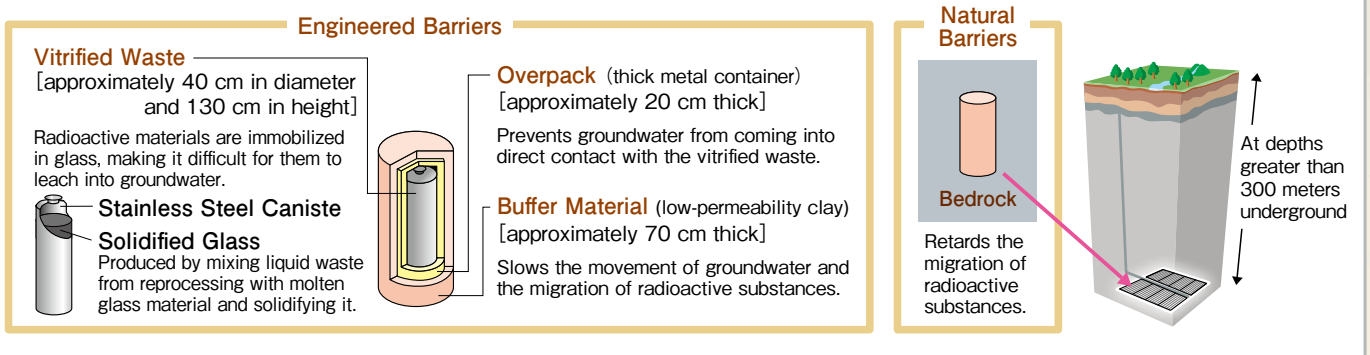 Engineered Barriers
Vitrified Waste
[approximately 40 cm in diameter
and 130 cm in height]
Radioactive materials are immobilized
in glass, making it difficult for them to
leach into groundwater.
Stainless Steel Caniste
Solidified Glass
Produced by mixing liquid waste
from reprocessing with molten
glass material and solidifying it.
Overpack (thick metal container)
[approximately 20 cm thick]
Prevents groundwater from coming into
direct contact with the vitrified waste.
Buffer Material (low-permeability clay)
[approximately 70 cm thick]
Slows the movement of groundwater and
the migration of radioactive substances.
Natural
Barriers
Bedrock
Retards the
migration of
radioactive
substances.
At depths
greater than
300 meters
underground